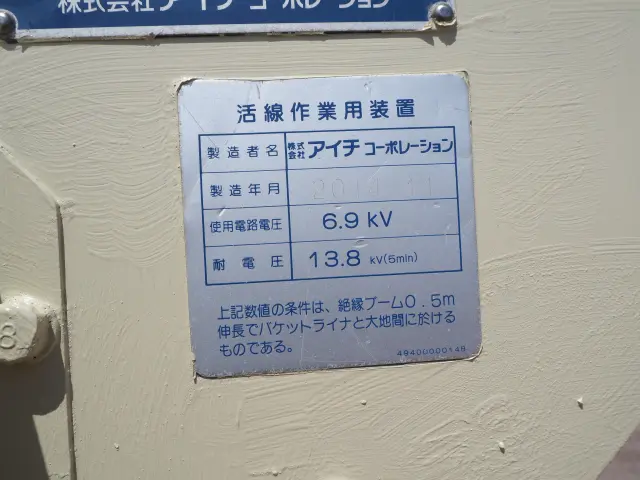 株式会社アイチ コーポレーション
活線作業用装置
製造者名 株式会社 アイチ コーポレーション
製造年月 2014 11
使用電路電圧 6.9 kV
耐電圧 13.8 kV(5min)
上記数値の条件は、絶縁ブーム0.5m
伸長でバケットライナと大地間に於ける
ものである。
49400000148
8